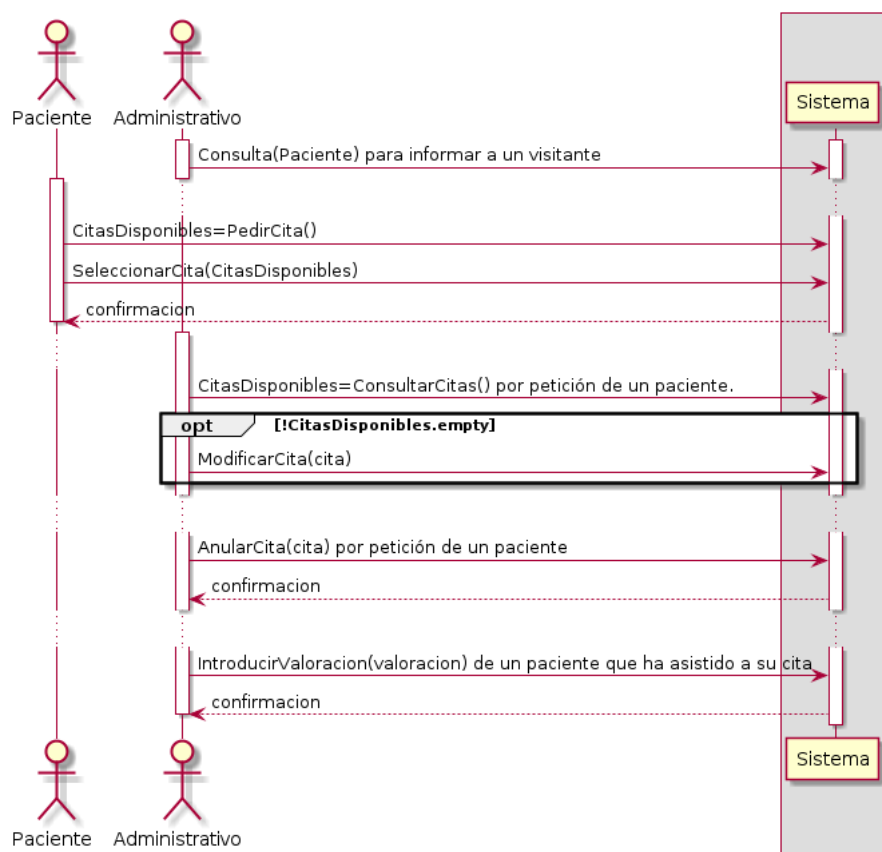 Paciente
Administrativo
Sistema
Consulta(Paciente) para informar a un visitante
CitasDisponibles=PedirCita()
SeleccionarCita(CitasDisponibles)
confirmacion
CitasDisponibles=ConsultarCitas() por petición de un paciente.
opt
[!CitasDisponibles.empty]
ModificarCita(cita)
AnularCita(cita) por petición de un paciente
confirmacion
IntroducirValoracion(valoracion) de un paciente que ha asistido a su cita
confirmacion
Paciente
Administrativo
Sistema